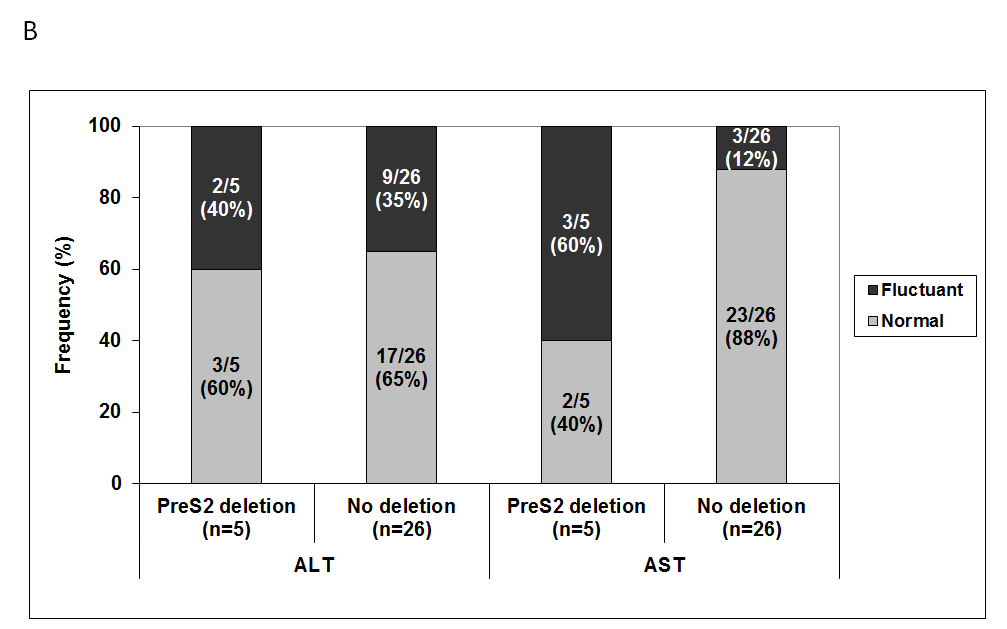 B
Frequency (%)
100
80
60
40
20
0
2/5
(40%)
3/5
(60%)
9/26
(35%)
17/26
(65%)
3/5
(60%)
2/5
(40%)
3/26
(12%)
23/26
(88%)
PreS2 deletion
(n=5)
No deletion
(n=26)
PreS2 deletion
(n=5)
No deletion
(n=26)
ALT
AST
Fluctuant
Normal